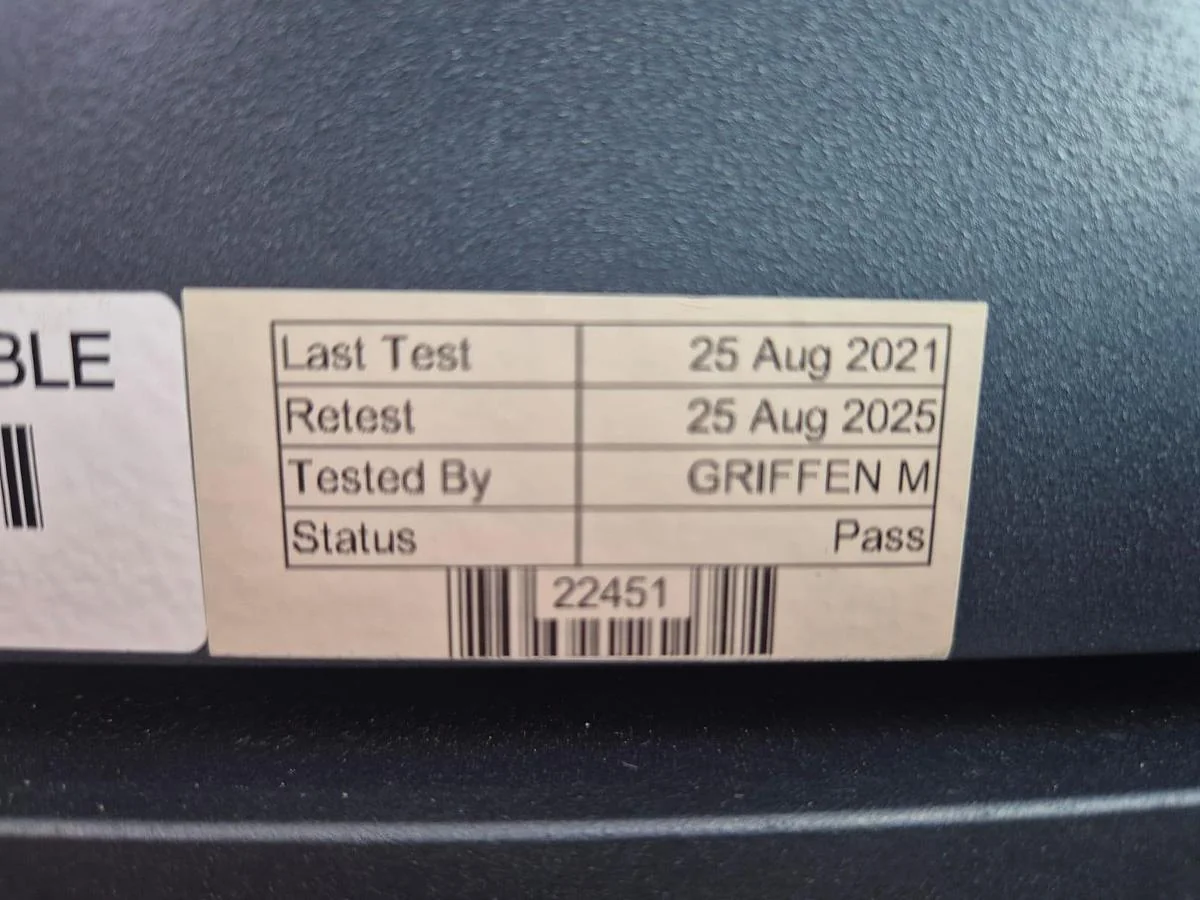 BLE
Last Test 25 Aug 2021
Retest 25 Aug 2025
Tested By GRIFFEN M
Status Pass
22451